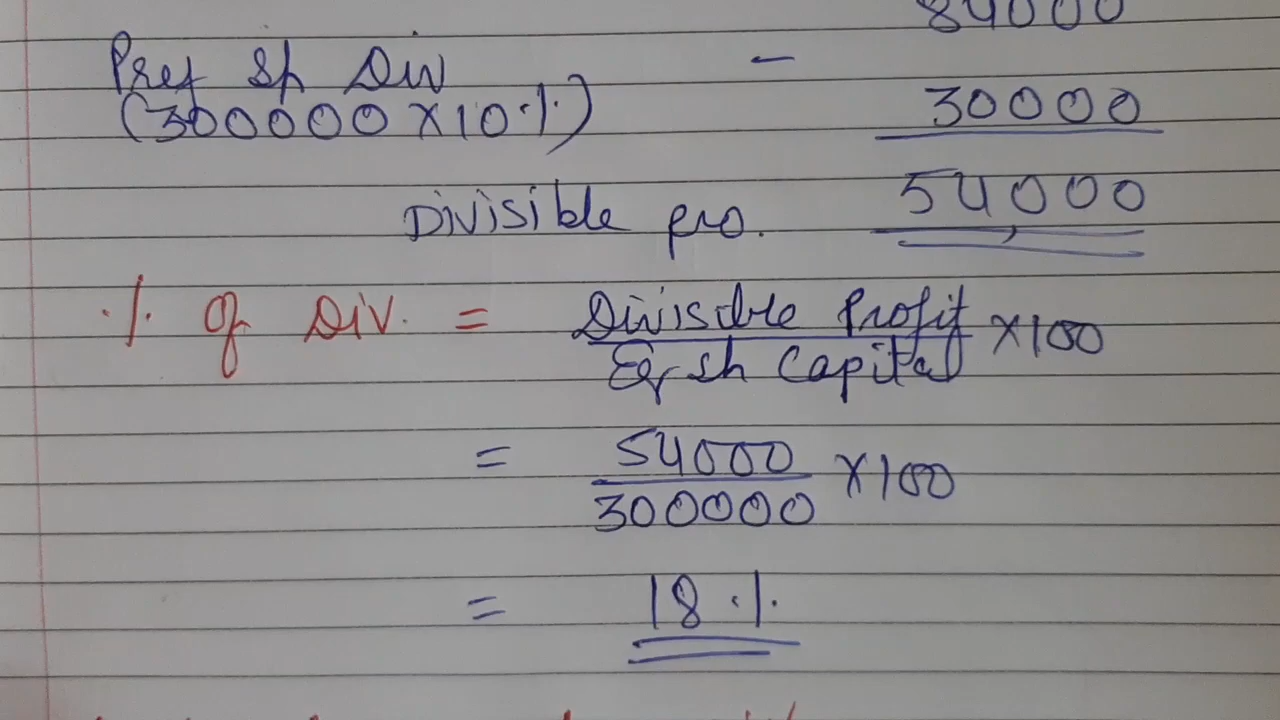 84000
Pref Sh Div -
(300000 X 10%) 30000
Divisible pro. 54000
% Of Div. = Divisible Profit / Eq sh Capital X100
= 54000 / 300000 X100
= 18%